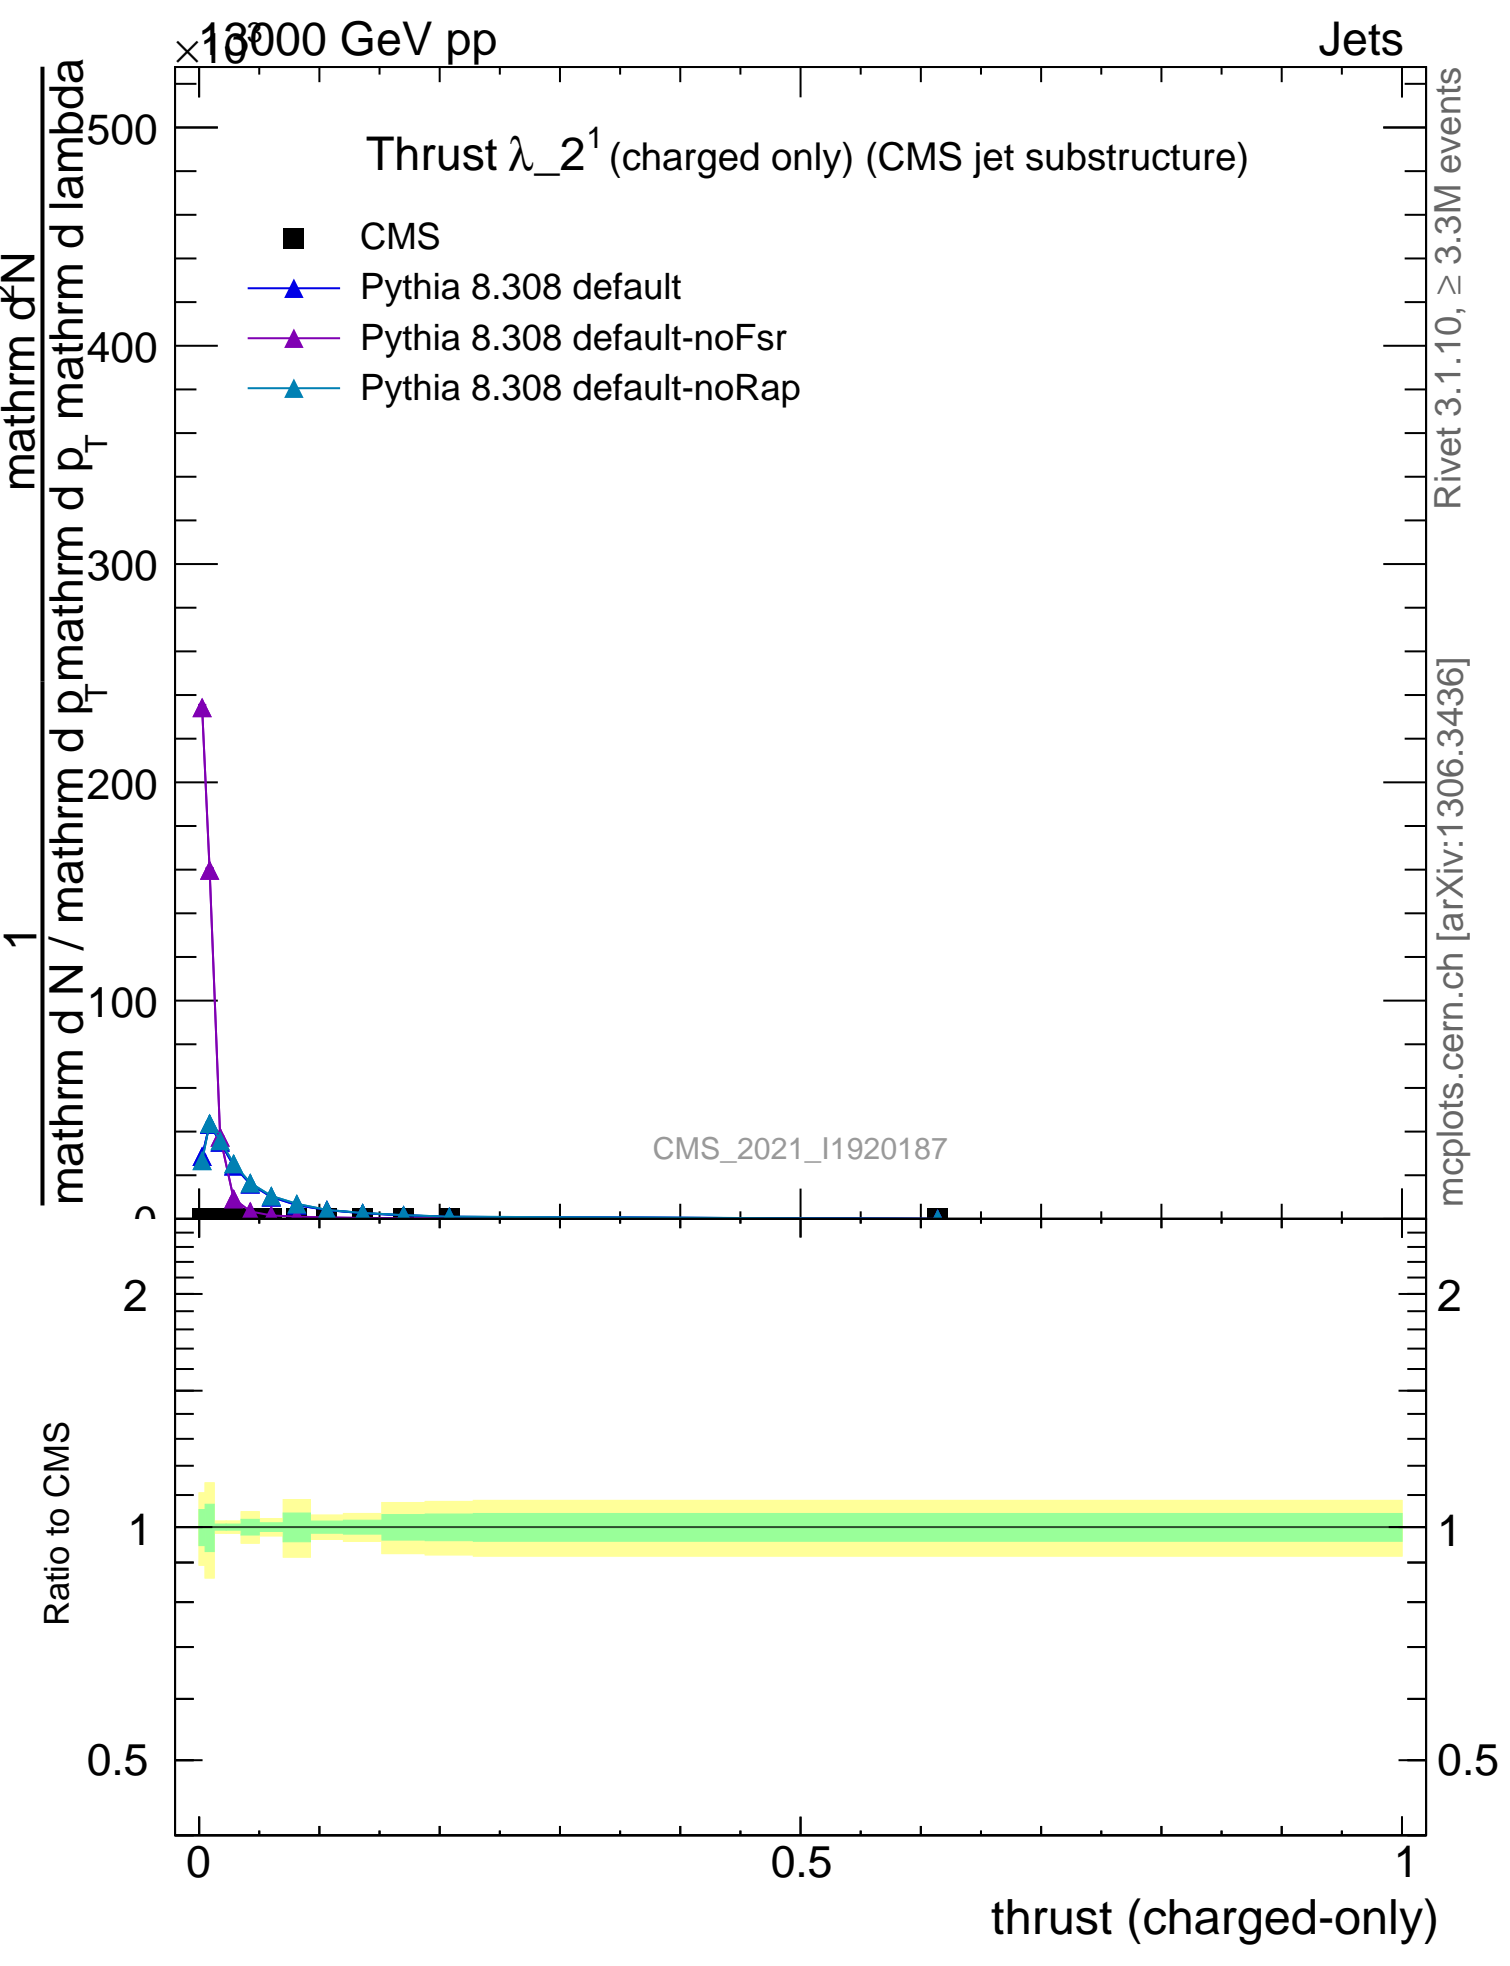 ×10³
13000 GeV pp
Jets
Thrust λ_2¹ (charged only) (CMS jet substructure)
CMS
Pythia 8.308 default
Pythia 8.308 default-noFsr
Pythia 8.308 default-noRap
500
400
300
200
100
0
mathrm d²N
1
mathrm d N / mathrm d p_T mathrm d p_T mathrm d lambda
CMS_2021_I1920187
Rivet 3.1.10, ≥ 3.3M events
mcplots.cern.ch [arXiv:1306.3436]
Ratio to CMS
2
1
0.5
2
1
0.5
0
0.5
1
thrust (charged-only)